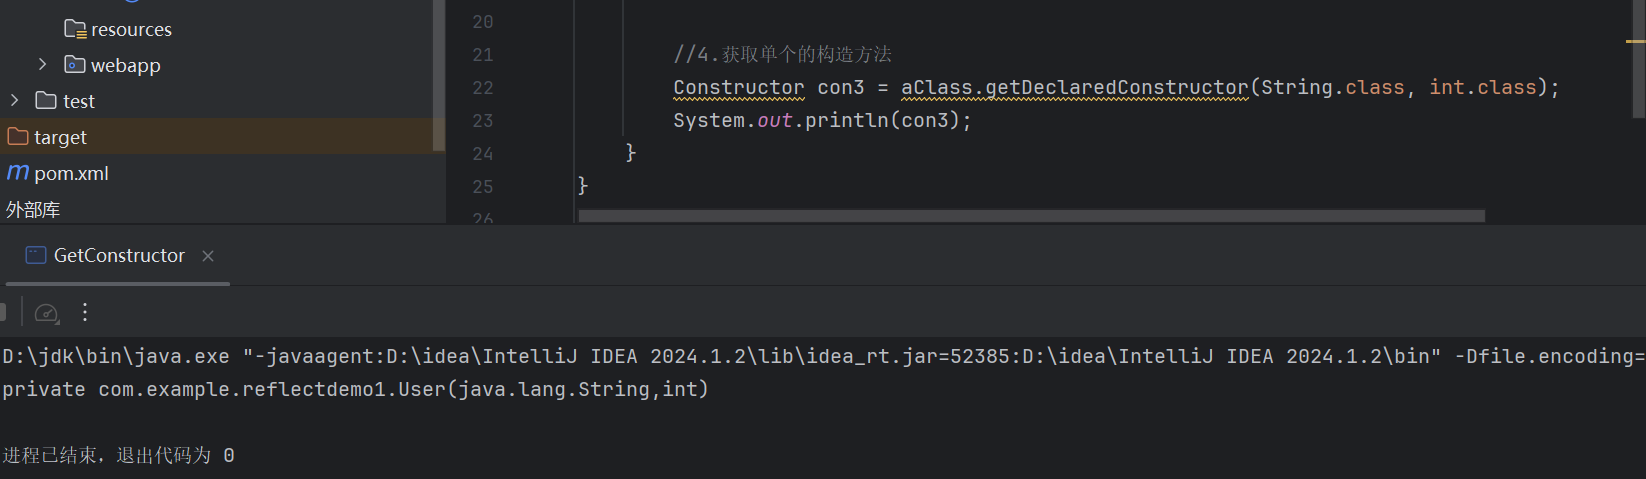 resources
webapp
test
target
pom.xml
外部库
20
21 //4.获取单个的构造方法
22 Constructor con3 = aClass.getDeclaredConstructor(String.class, int.class);
23 System.out.println(con3);
24 }
25 }
26
GetConstructor
D:\jdk\bin\java.exe "-javaagent:D:\idea\IntelliJ IDEA 2024.1.2\lib\idea_rt.jar=52385:D:\idea\IntelliJ IDEA 2024.1.2\bin" -Dfile.encoding=
private com.example.reflectdemo1.User(java.lang.String,int)
进程已结束，退出代码为 0